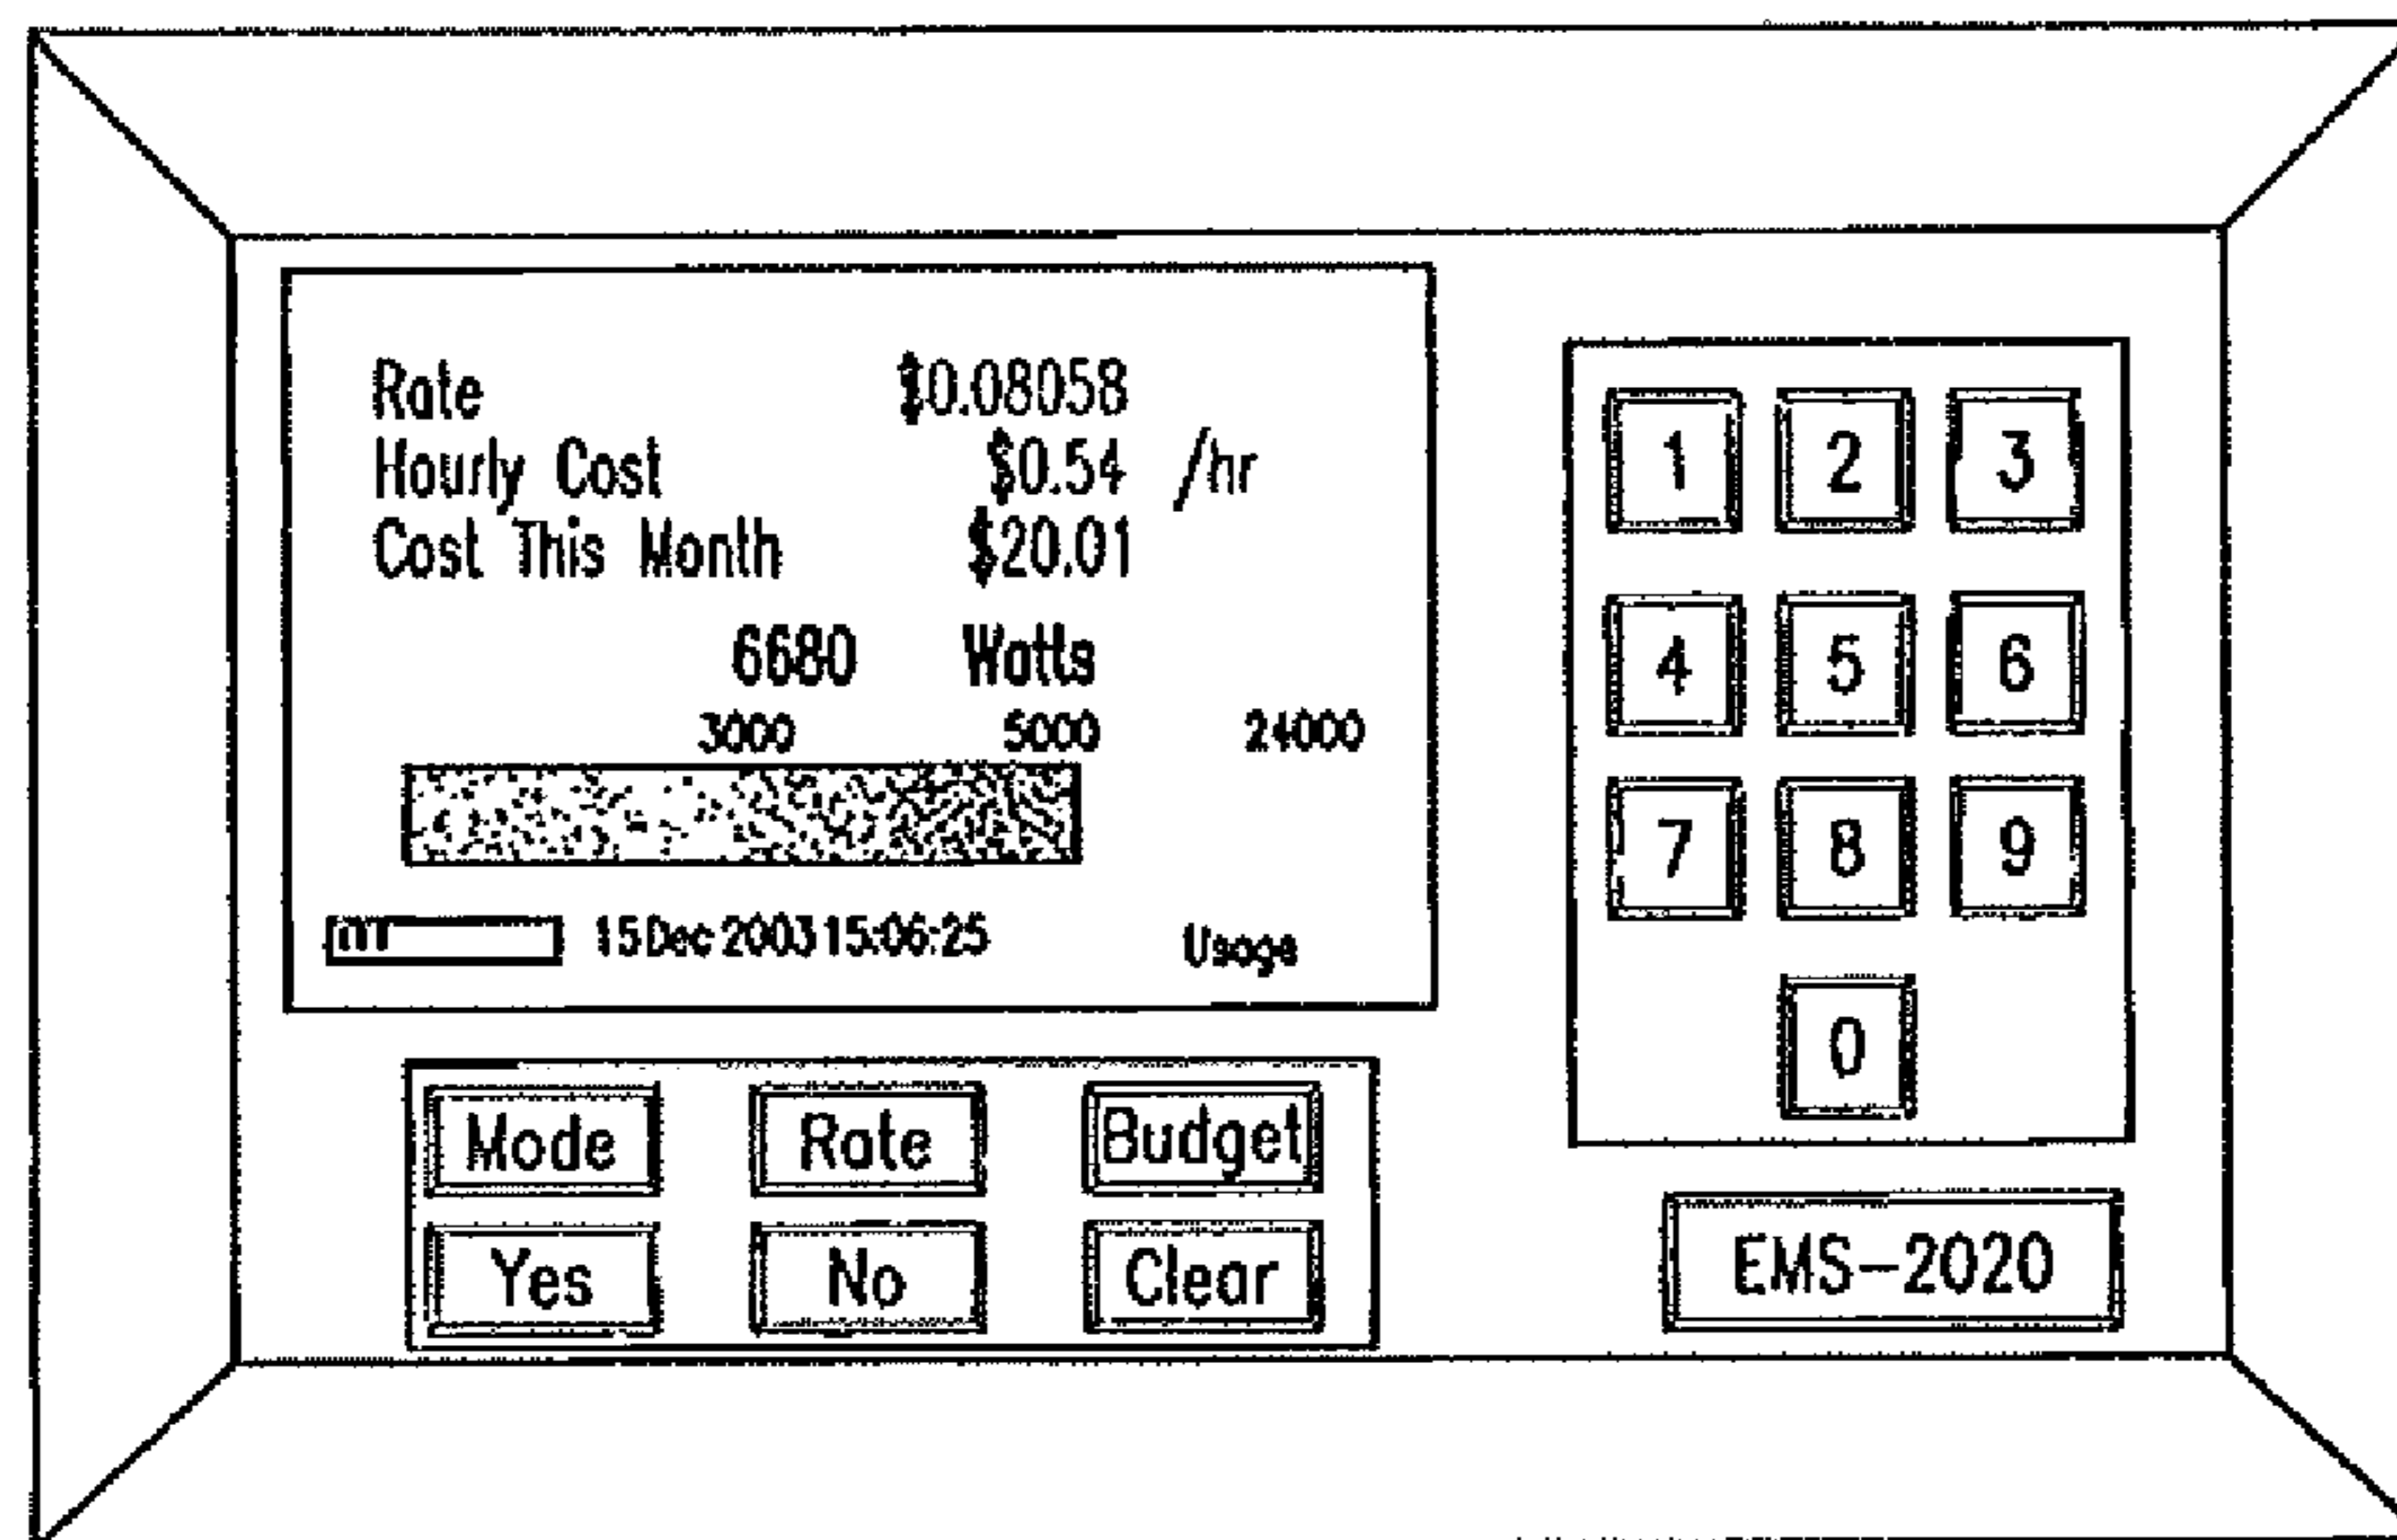 Rate $0.08058
Hourly Cost $0.54 /hr
Cost This Month $20.01
6680 Watts
3000 5000 24000
15 Dec 2003 15:06:25 Usage
Mode Rate Budget
Yes No Clear
1 2 3
4 5 6
7 8 9
0
EMS-2020